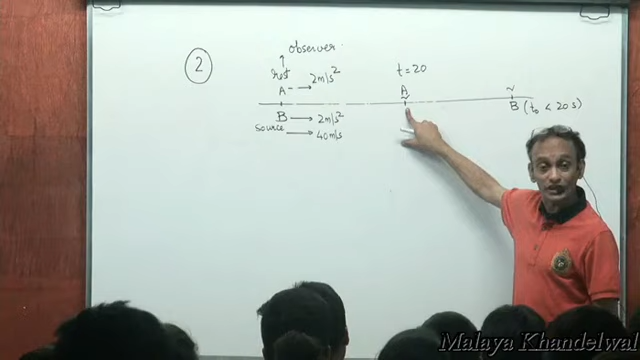 2
observer
rest
A → 2m/s²
B → 2m/s²
source → 40m/s
t = 20
A
B (t₀ < 20 s)
Malaya Khandelwal